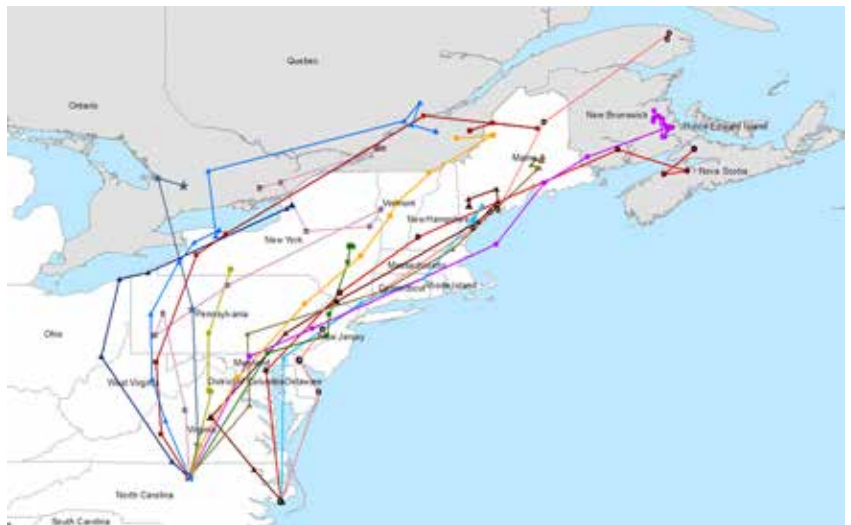 Quebec
Ontario
New Brunswick
Prince Edward Island
Maine
Nova Scotia
Vermont
New Hampshire
New York
Massachusetts
Connecticut
Rhode Island
Pennsylvania
Ohio
New Jersey
Maryland
West Virginia
District of Columbia
Delaware
Virginia
North Carolina
South Carolina